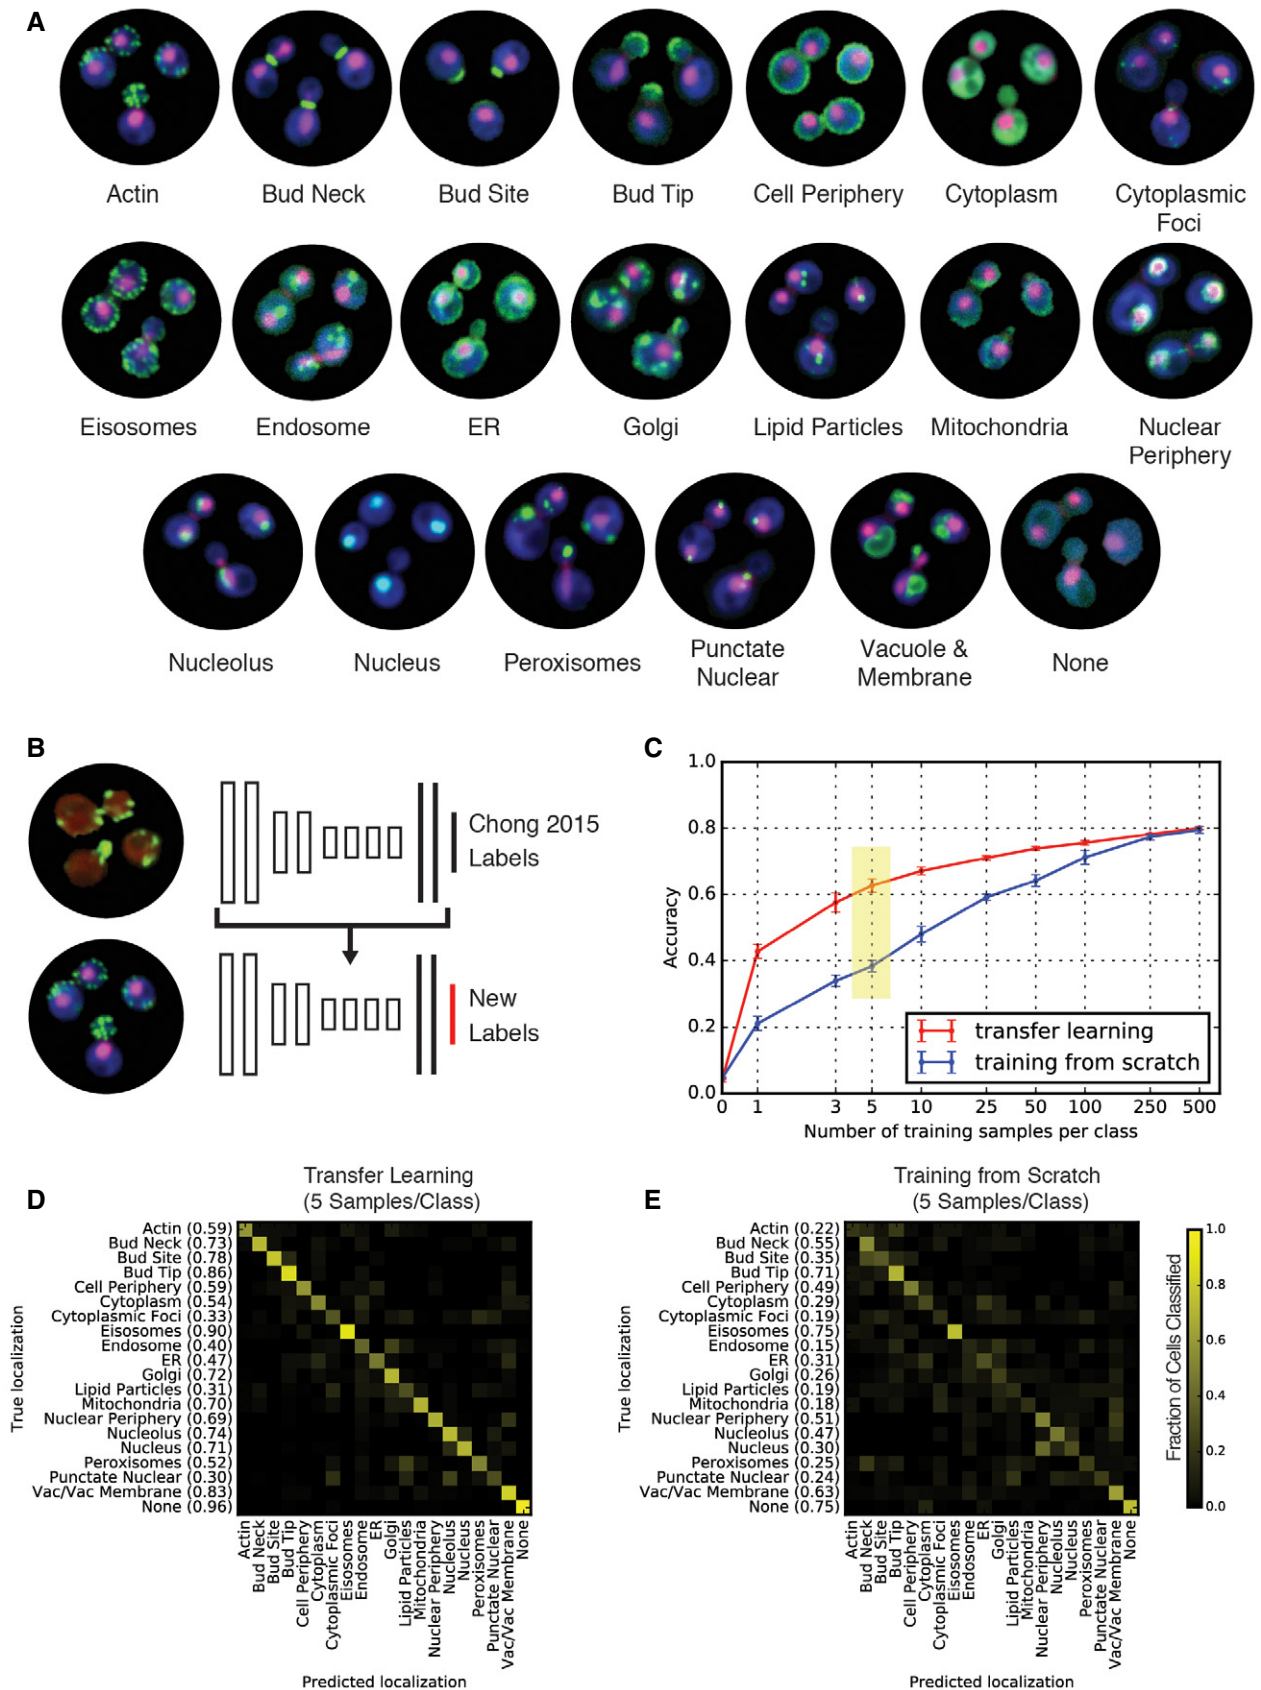 A
Actin
Bud Neck
Bud Site
Bud Tip
Cell Periphery
Cytoplasm
Cytoplasmic
Foci
Eisosomes
Endosome
ER
Golgi
Lipid Particles
Mitochondria
Nuclear
Periphery
Nucleolus
Nucleus
Peroxisomes
Punctate
Nuclear
Vacuole &
Membrane
None
B
Chong 2015
Labels
New
Labels
C
1.0
0.8
0.6
0.4
0.2
0.0
Accuracy
transfer learning
training from scratch
0 1 3 5 10 25 50 100 250 500
Number of training samples per class
D
Transfer Learning
(5 Samples/Class)
True localization
Actin (0.59)
Bud Neck (0.73)
Bud Site (0.78)
Bud Tip (0.86)
Cell Periphery (0.59)
Cytoplasm (0.54)
Cytoplasmic Foci (0.33)
Eisosomes (0.90)
Endosome (0.40)
ER (0.47)
Golgi (0.72)
Lipid Particles (0.31)
Mitochondria (0.70)
Nuclear Periphery (0.69)
Nucleolus (0.74)
Nucleus (0.71)
Peroxisomes (0.52)
Punctate Nuclear (0.30)
Vac/Vac Membrane (0.83)
None (0.96)
Actin
Bud Neck
Bud Site
Bud Tip
Cell Periphery
Cytoplasm
Cytoplasmic Foci
Eisosomes
Endosome
ER
Golgi
Lipid Particles
Mitochondria
Nuclear Periphery
Nucleolus
Nucleus
Peroxisomes
Punctate Nuclear
Vac/Vac Membrane
None
Predicted localization
E
Training from Scratch
(5 Samples/Class)
True localization
Actin (0.22)
Bud Neck (0.55)
Bud Site (0.35)
Bud Tip (0.71)
Cell Periphery (0.49)
Cytoplasm (0.29)
Cytoplasmic Foci (0.19)
Eisosomes (0.75)
Endosome (0.15)
ER (0.31)
Golgi (0.26)
Lipid Particles (0.19)
Mitochondria (0.18)
Nuclear Periphery (0.51)
Nucleolus (0.47)
Nucleus (0.30)
Peroxisomes (0.25)
Punctate Nuclear (0.24)
Vac/Vac Membrane (0.63)
None (0.75)
Actin
Bud Neck
Bud Site
Bud Tip
Cell Periphery
Cytoplasm
Cytoplasmic Foci
Eisosomes
Endosome
ER
Golgi
Lipid Particles
Mitochondria
Nuclear Periphery
Nucleolus
Nucleus
Peroxisomes
Punctate Nuclear
Vac/Vac Membrane
None
Predicted localization
Fraction of Cells Classified
1.0
0.8
0.6
0.4
0.2
0.0